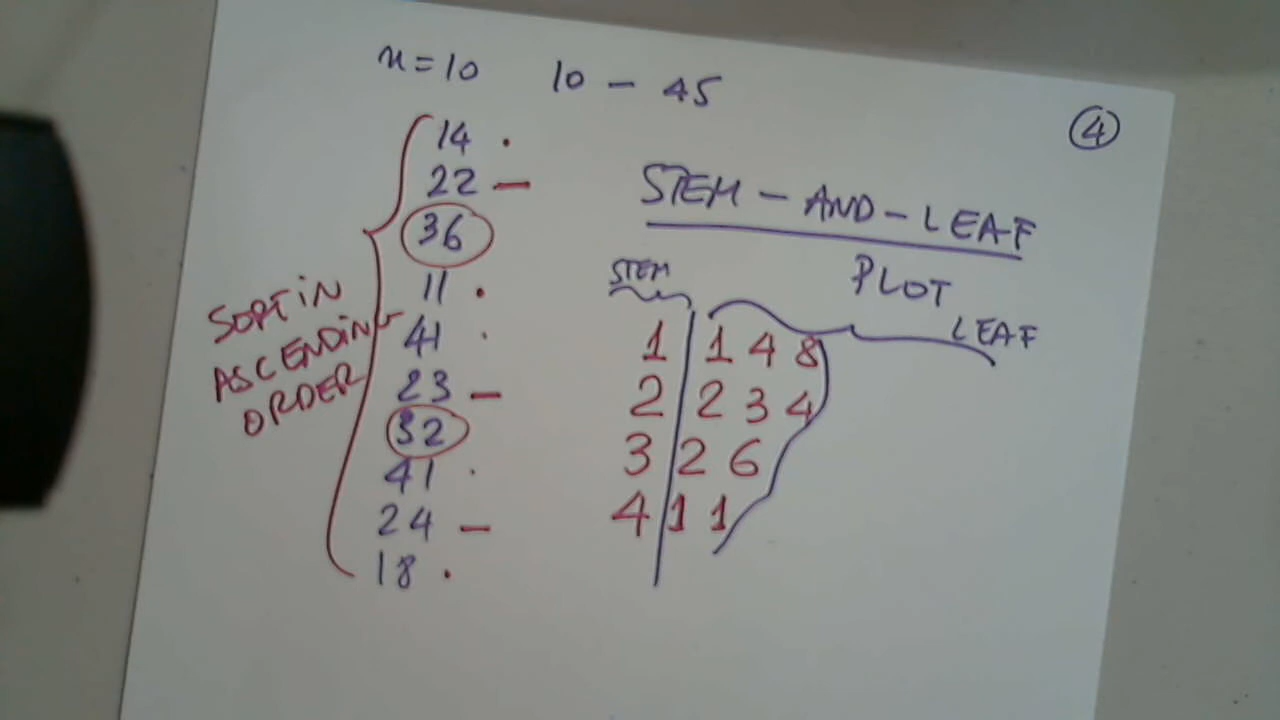 n=10 10 - 45
④
14 .
22 —
36
11 .
41 .
23 —
32
41 .
24 —
18 .
SORT IN
ASCENDING
ORDER
STEM - AND - LEAF
PLOT
STEM
LEAF
1 | 1 4 8
2 | 2 3 4
3 | 2 6
4 | 1 1